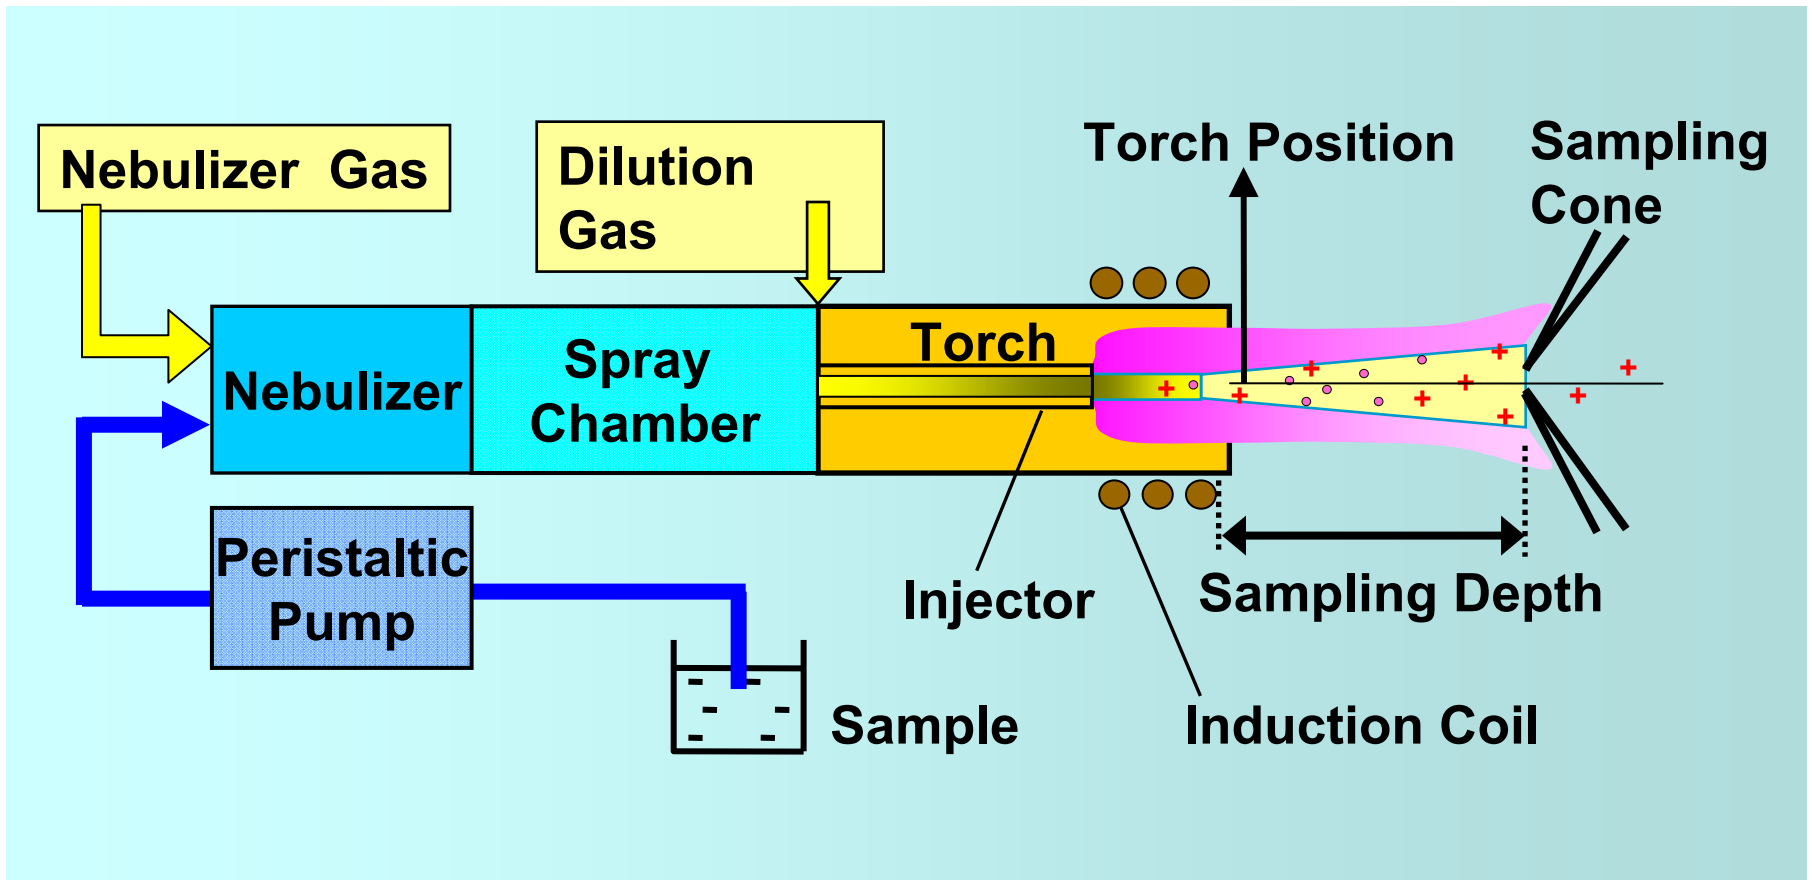 Nebulizer Gas
Dilution
Gas
Torch Position
Sampling
Cone
Torch
Spray
Chamber
Nebulizer
Peristaltic
Pump
Injector
Sampling Depth
Sample
Induction Coil